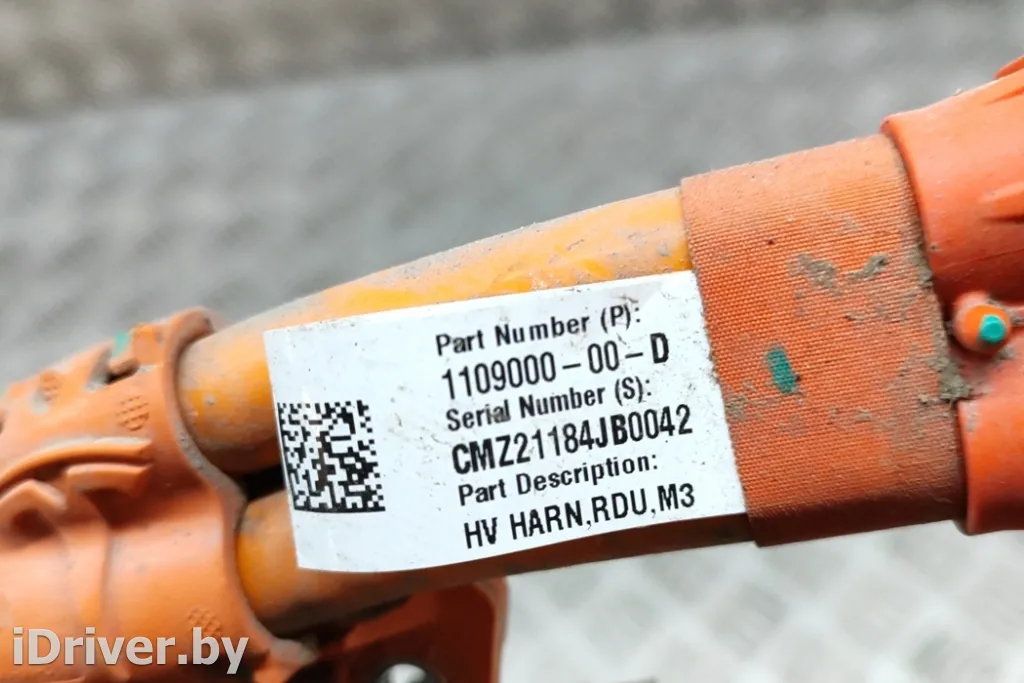 Part Number (P):
1109000-00-D
Serial Number (S):
CMZ21184JB0042
Part Description:
HV HARN,RDU,M3
iDriver.by